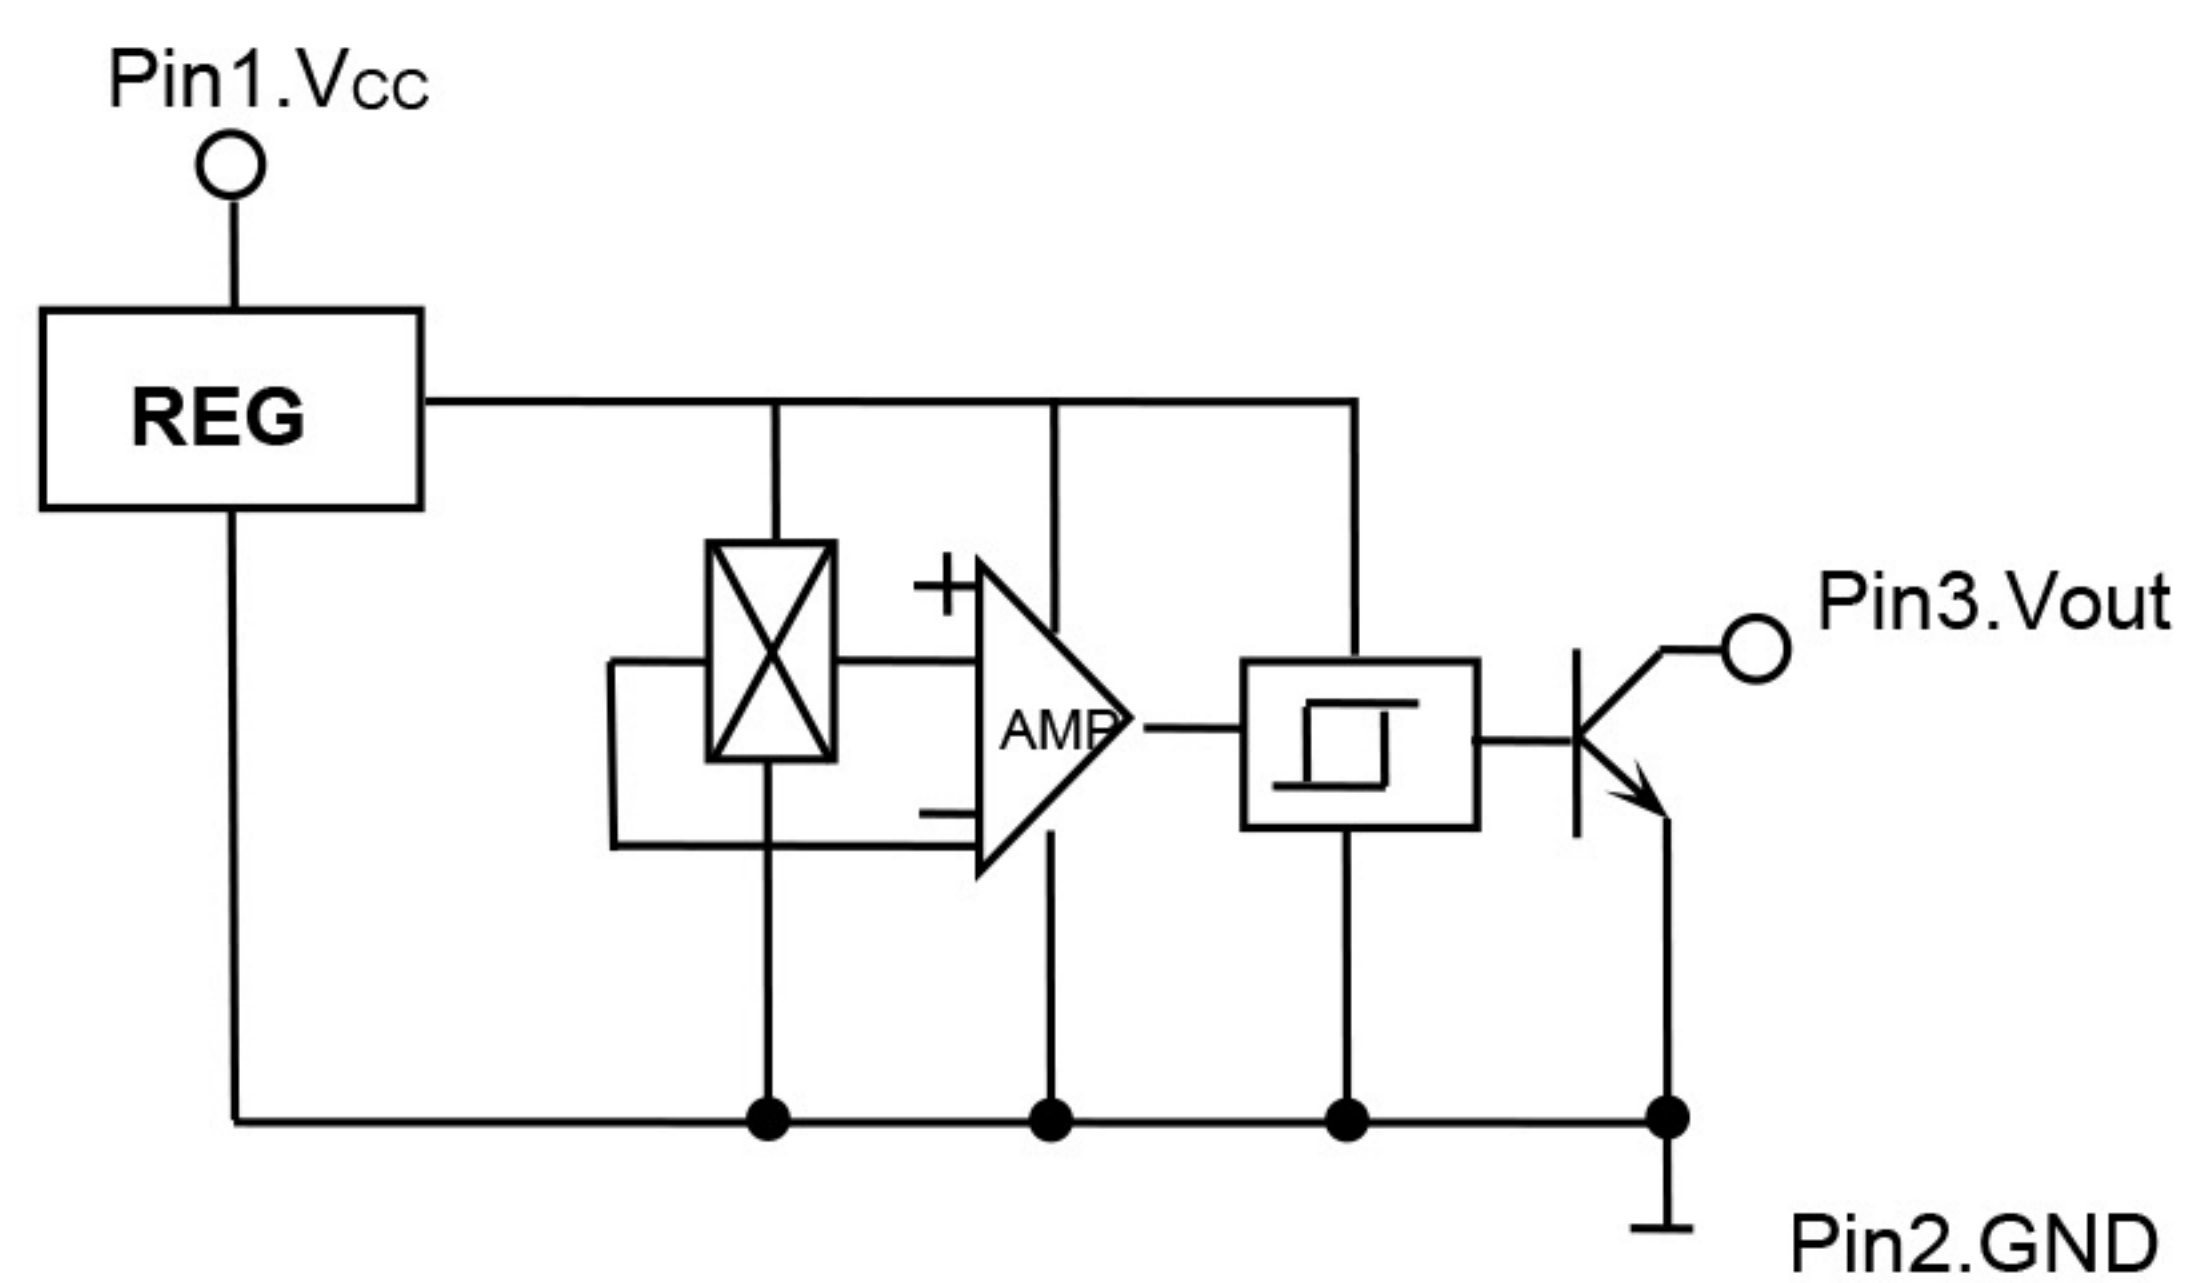 Pin1.VCC
REG
+
Pin3.Vout
AMP
−
Pin2.GND